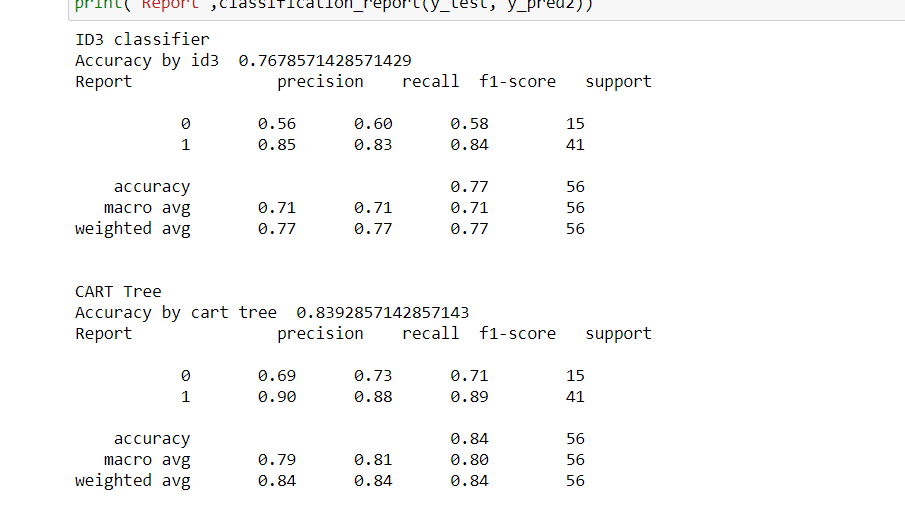 print( Report ,classification_report(y_test, y_pred2))
ID3 classifier
Accuracy by id3  0.7678571428571429
Report               precision    recall  f1-score   support

           0       0.56      0.60      0.58        15
           1       0.85      0.83      0.84        41

    accuracy                           0.77        56
   macro avg       0.71      0.71      0.71        56
weighted avg       0.77      0.77      0.77        56


CART Tree
Accuracy by cart tree  0.8392857142857143
Report               precision    recall  f1-score   support

           0       0.69      0.73      0.71        15
           1       0.90      0.88      0.89        41

    accuracy                           0.84        56
   macro avg       0.79      0.81      0.80        56
weighted avg       0.84      0.84      0.84        56